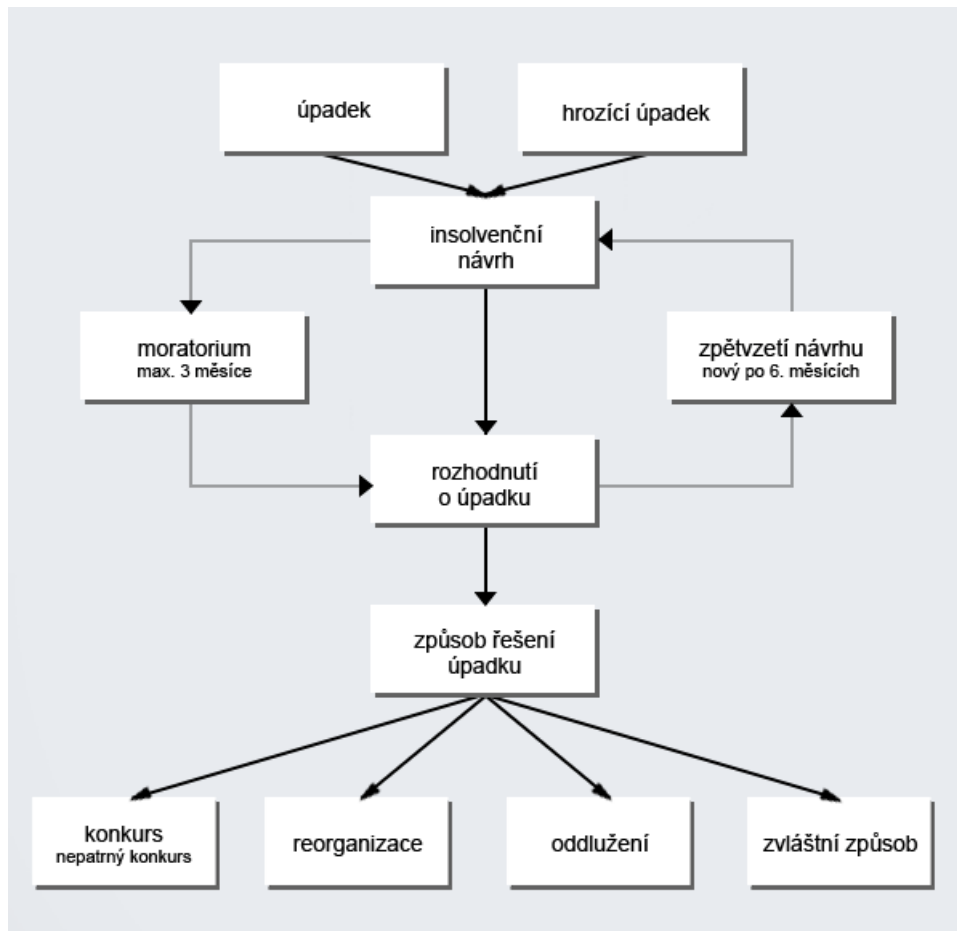 úpadek
hrozící úpadek
insolvenční
návrh
moratorium
max. 3 měsíce
zpětvzetí návrhu
nový po 6. měsících
rozhodnutí
o úpadku
způsob řešení
úpadku
konkurs
nepatrný konkurs
reorganizace
oddlužení
zvláštní způsob